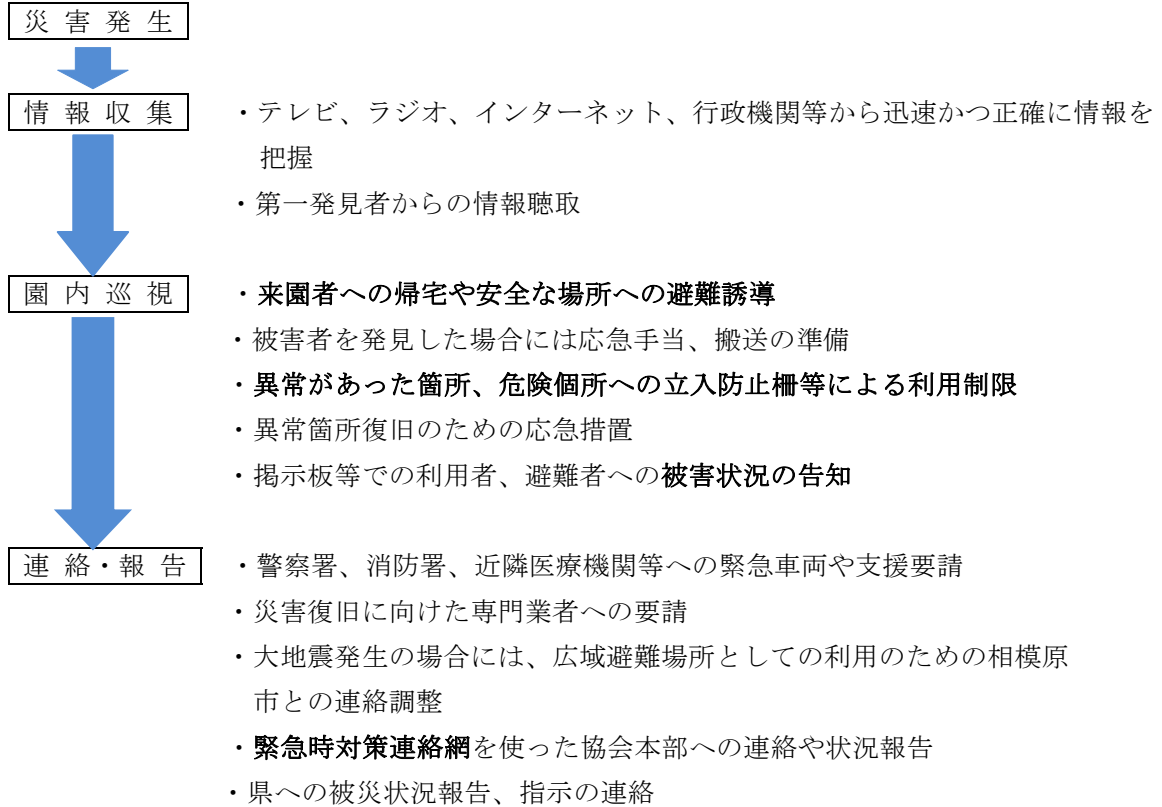 災害発生
情報収集
・テレビ、ラジオ、インターネット、行政機関等から迅速かつ正確に情報を
把握
・第一発見者からの情報聴取
園内巡視
・来園者への帰宅や安全な場所への避難誘導
・被害者を発見した場合には応急手当、搬送の準備
・異常があった箇所、危険個所への立入防止柵等による利用制限
・異常箇所復旧のための応急措置
・掲示板等での利用者、避難者への被害状況の告知
連絡・報告
・警察署、消防署、近隣医療機関等への緊急車両や支援要請
・災害復旧に向けた専門業者への要請
・大地震発生の場合には、広域避難場所としての利用のための相模原
市との連絡調整
・緊急時対策連絡網を使った協会本部への連絡や状況報告
・県への被災状況報告、指示の連絡